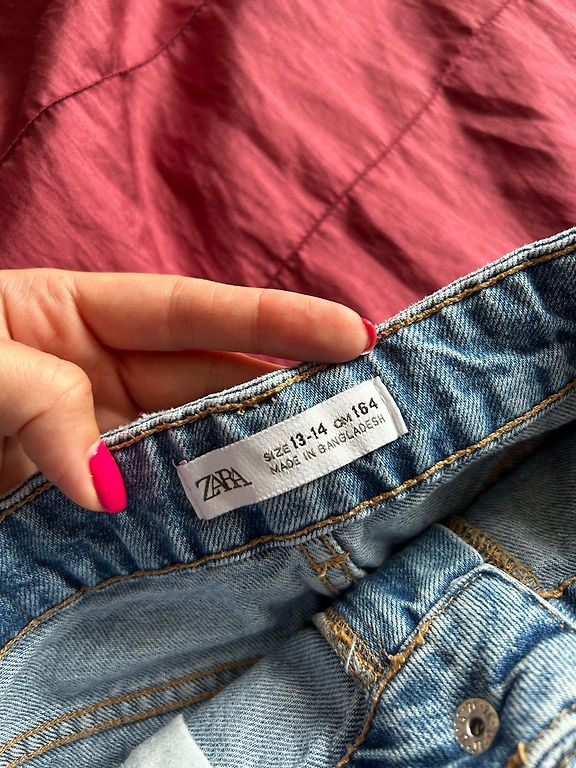 ZARA
SIZE 13-14 CM 164
MADE IN BANGLADESH